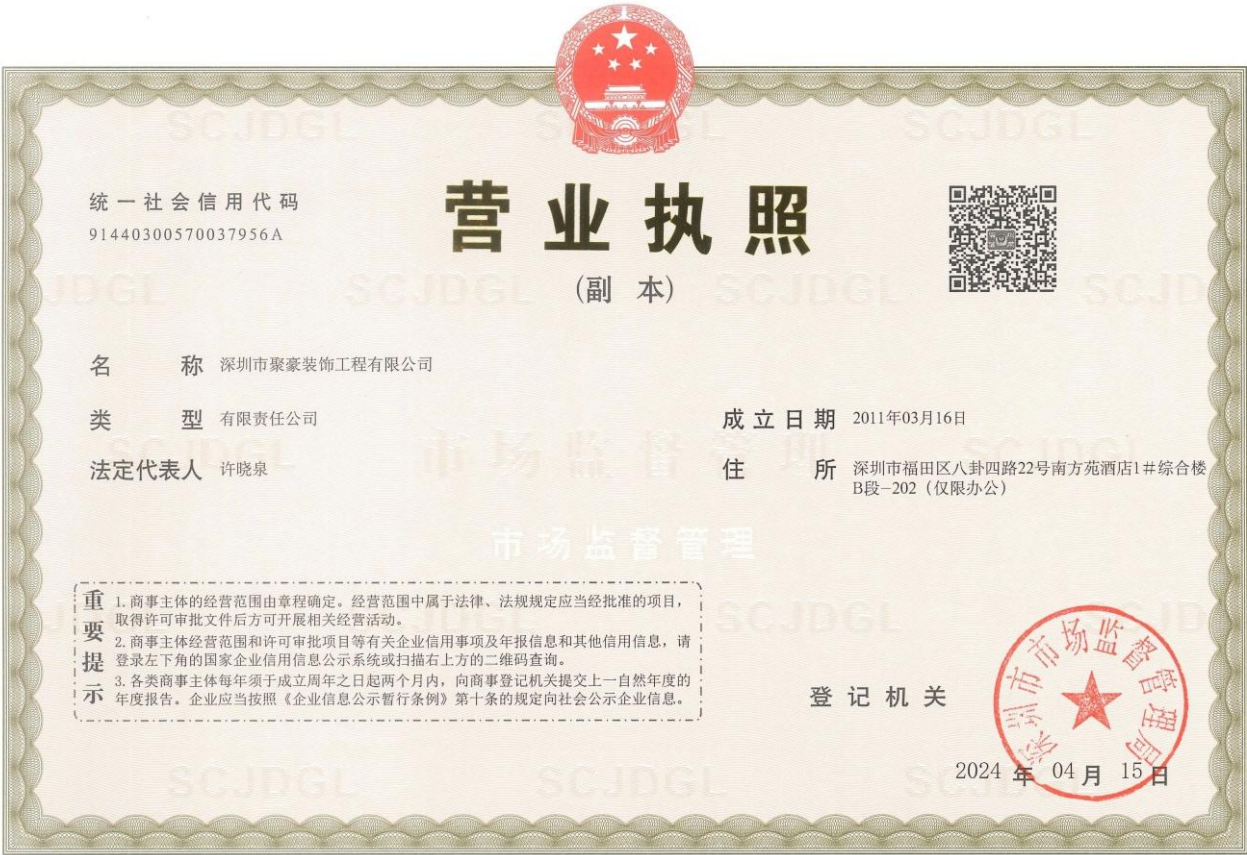 统一社会信用代码
91440300570037956A
营业执照
(副 本)
名 称 深圳市聚豪装饰工程有限公司
类 型 有限责任公司
成立日期 2011年03月16日
法定代表人 许晓泉
住 所 深圳市福田区八卦四路22号南方苑酒店1#综合楼
B段-202（仅限办公）
市场监督管理
市场监督管理
重要提示
1.商事主体的经营范围由章程确定。经营范围中属于法律、法规规定应当经批准的项目，
取得许可审批文件后方可开展相关经营活动。
2.商事主体经营范围和许可审批项目等有关企业信用事项及年报信息和其他信用信息，请
登录左下角的国家企业信用信息公示系统或扫描右上方的二维码查询。
3.各类商事主体每年须于成立周年之日起两个月内，向商事登记机关提交上一自然年度的
年度报告。企业应当按照《企业信息公示暂行条例》第十条的规定向社会公示企业信息。
登记机关
深圳市市场监督管理局
2024 年 04 月 15 日
SCJDGL SCJDGL SCJDGL